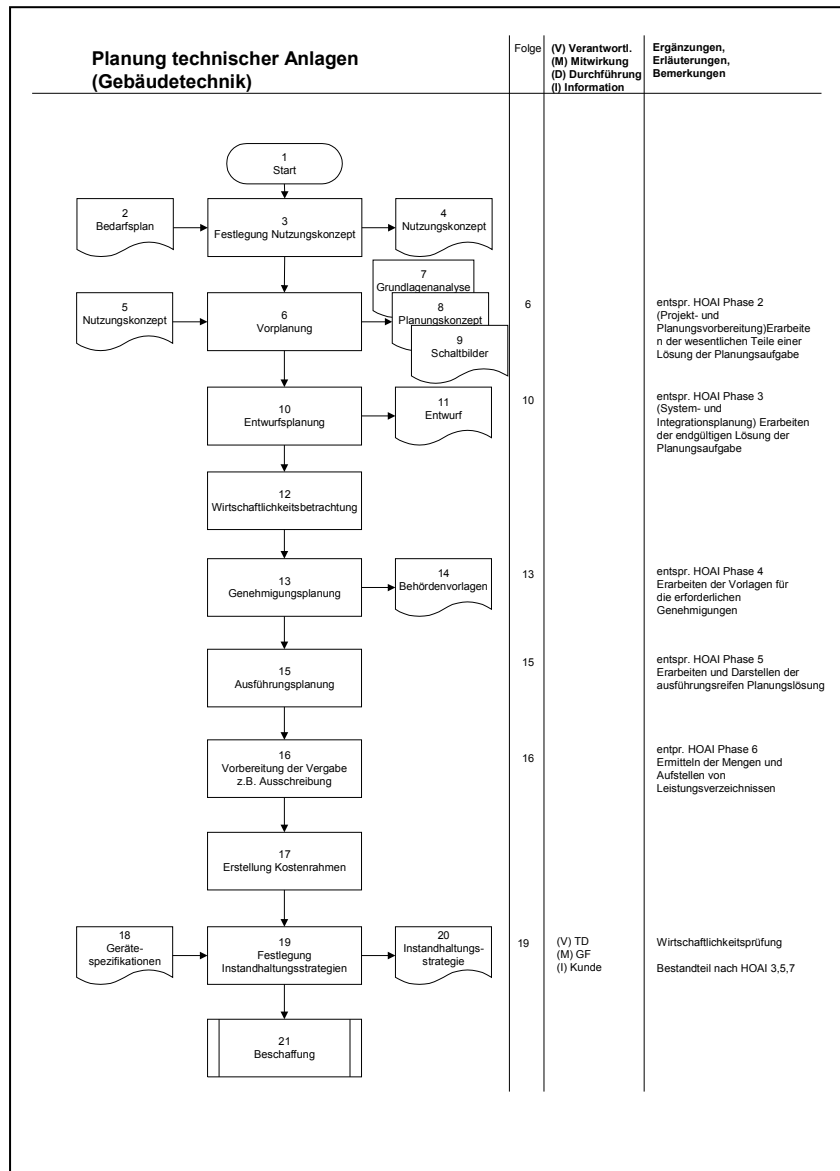 Planung technischer Anlagen
(Gebäudetechnik)
Folge
(V) Verantwortl.
(M) Mitwirkung
(D) Durchführung
(I) Information
Ergänzungen,
Erläuterungen,
Bemerkungen
1
Start
2
Bedarfsplan
3
Festlegung Nutzungskonzept
4
Nutzungskonzept
5
Nutzungskonzept
6
Vorplanung
7
Grundlagenanalyse
8
Planungskonzept
9
Schaltbilder
6
entspr. HOAI Phase 2
(Projekt- und
Planungsvorbereitung)Erarbeite
n der wesentlichen Teile einer
Lösung der Planungsaufgabe
10
Entwurfsplanung
11
Entwurf
10
entspr. HOAI Phase 3
(System- und
Integrationsplanung) Erarbeiten
der endgültigen Lösung der
Planungsaufgabe
12
Wirtschaftlichkeitsbetrachtung
13
Genehmigungsplanung
14
Behördenvorlagen
13
entspr. HOAI Phase 4
Erarbeiten der Vorlagen für
die erforderlichen
Genehmigungen
15
Ausführungsplanung
15
entspr. HOAI Phase 5
Erarbeiten und Darstellen der
ausführungsreifen Planungslösung
16
Vorbereitung der Vergabe
z.B. Ausschreibung
16
entpr. HOAI Phase 6
Ermitteln der Mengen und
Aufstellen von
Leistungsverzeichnissen
17
Erstellung Kostenrahmen
18
Geräte-
spezifikationen
19
Festlegung
Instandhaltungsstrategien
20
Instandhaltungs-
strategie
19
(V) TD
(M) GF
(I) Kunde
Wirtschaftlichkeitsprüfung
Bestandteil nach HOAI 3,5,7
21
Beschaffung